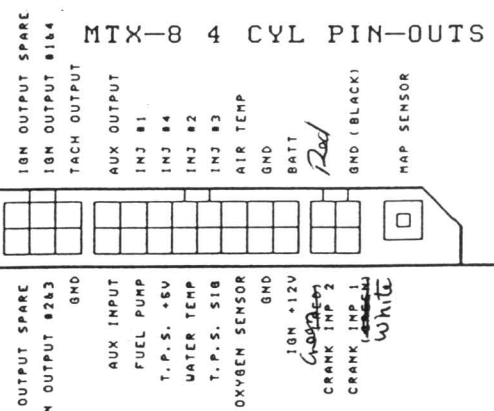 MTX-8 4 CYL PIN-OUTS
IGN OUTPUT SPARE
IGN OUTPUT #1&4
TACH OUTPUT
AUX OUTPUT
INJ #1
INJ #4
INJ #2
INJ #3
AIR TEMP
GND
BATT
Red
GND (BLACK)
MAP SENSOR
OUTPUT SPARE
N OUTPUT #2&3
GND
AUX INPUT
FUEL PUMP
T.P.S. +5V
WATER TEMP
T.P.S. SIG
OXYGEN SENSOR
GND
IGN +12V
CRANK INP 2
(RED)
Green
CRANK INP 1
(GREEN)
White